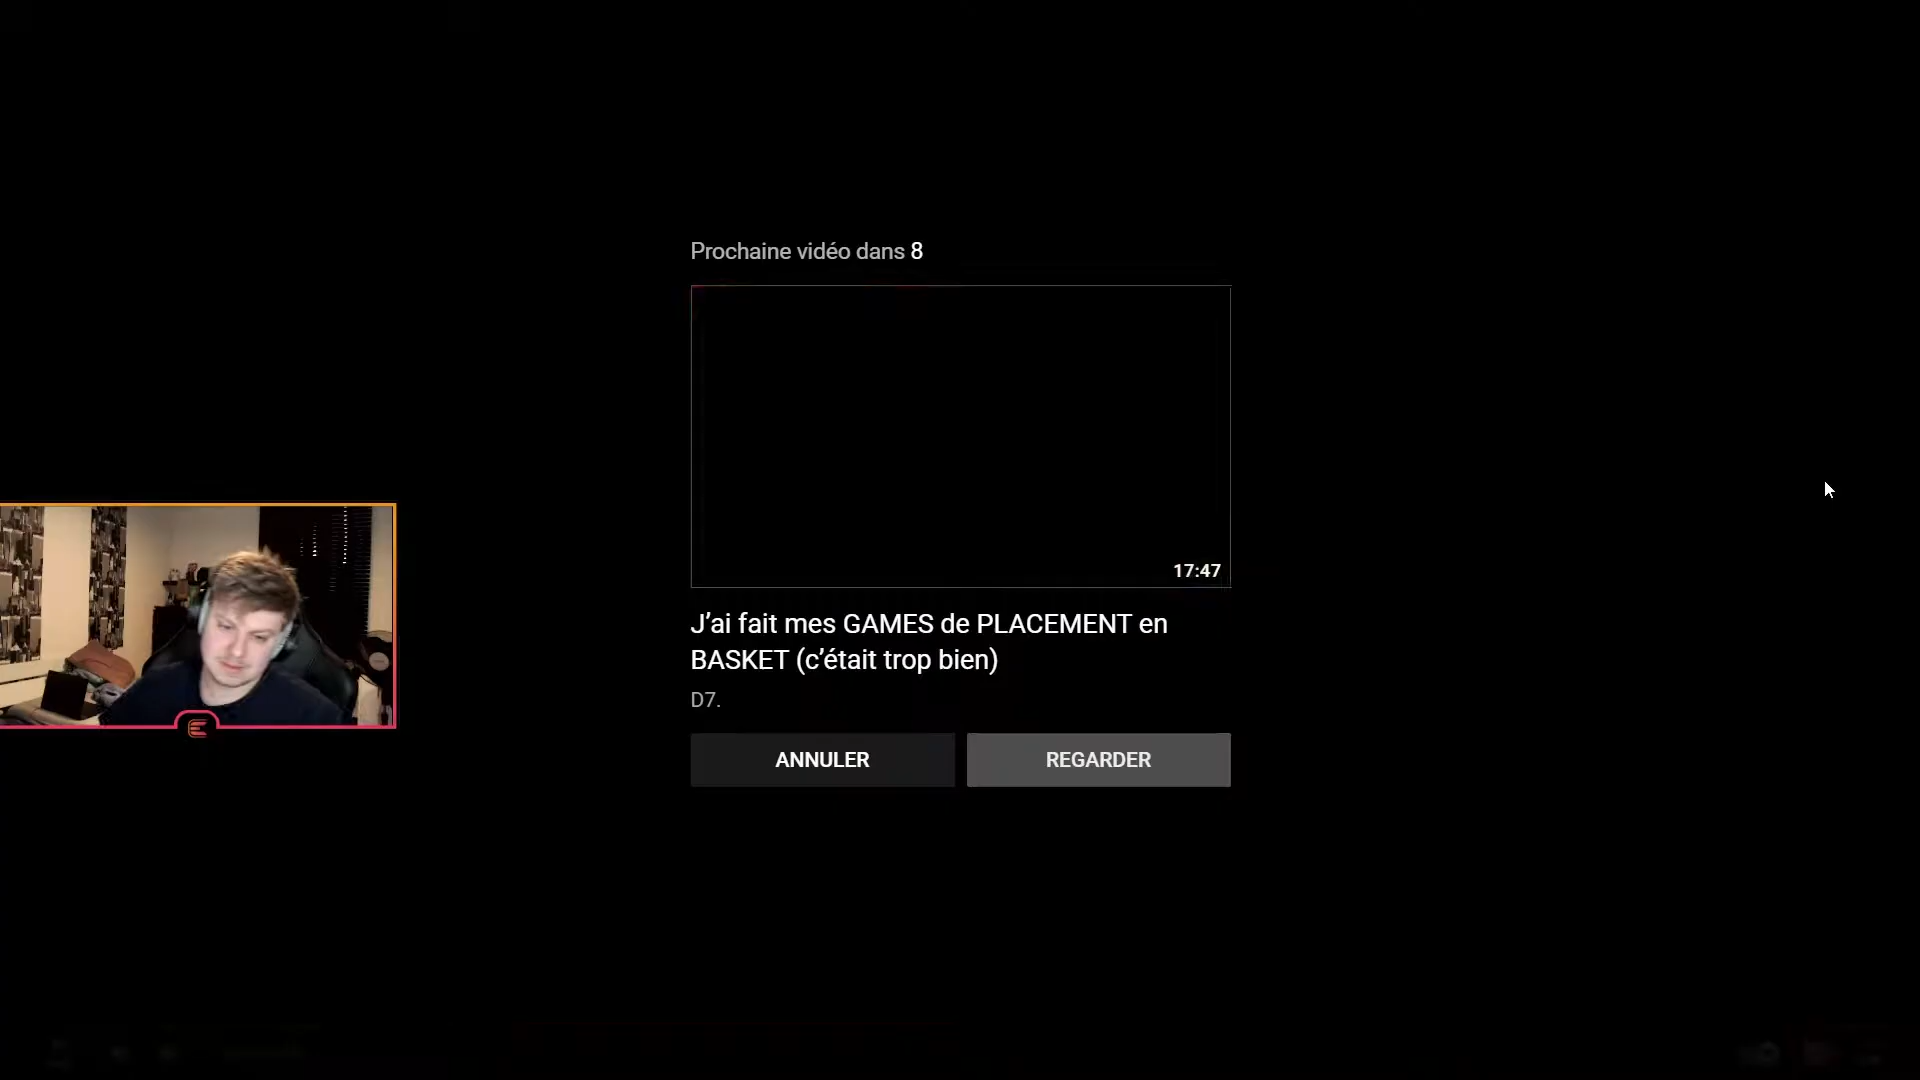 Prochaine vidéo dans 8
17:47
J’ai fait mes GAMES de PLACEMENT en
BASKET (c’était trop bien)
D7.
ANNULER
REGARDER